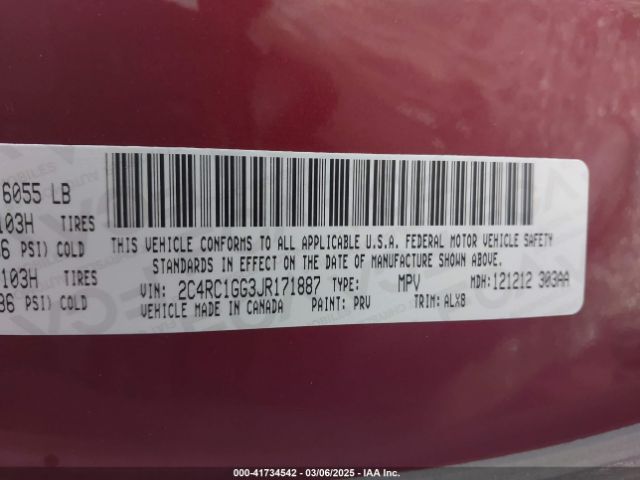 6055 LB
103H TIRES
36 PSI) COLD
103H TIRES
36 PSI) COLD
THIS VEHICLE CONFORMS TO ALL APPLICABLE U.S.A. FEDERAL MOTOR VEHICLE SAFETY
STANDARDS IN EFFECT ON THE DATE OF MANUFACTURE SHOWN ABOVE.
VIN: 2C4RC1GG3JR171887 TYPE: MPV MDH:121212 303AA
VEHICLE MADE IN CANADA PAINT: PRV TRIM: ALX8
000-41734542 - 03/06/2025 - IAA Inc.